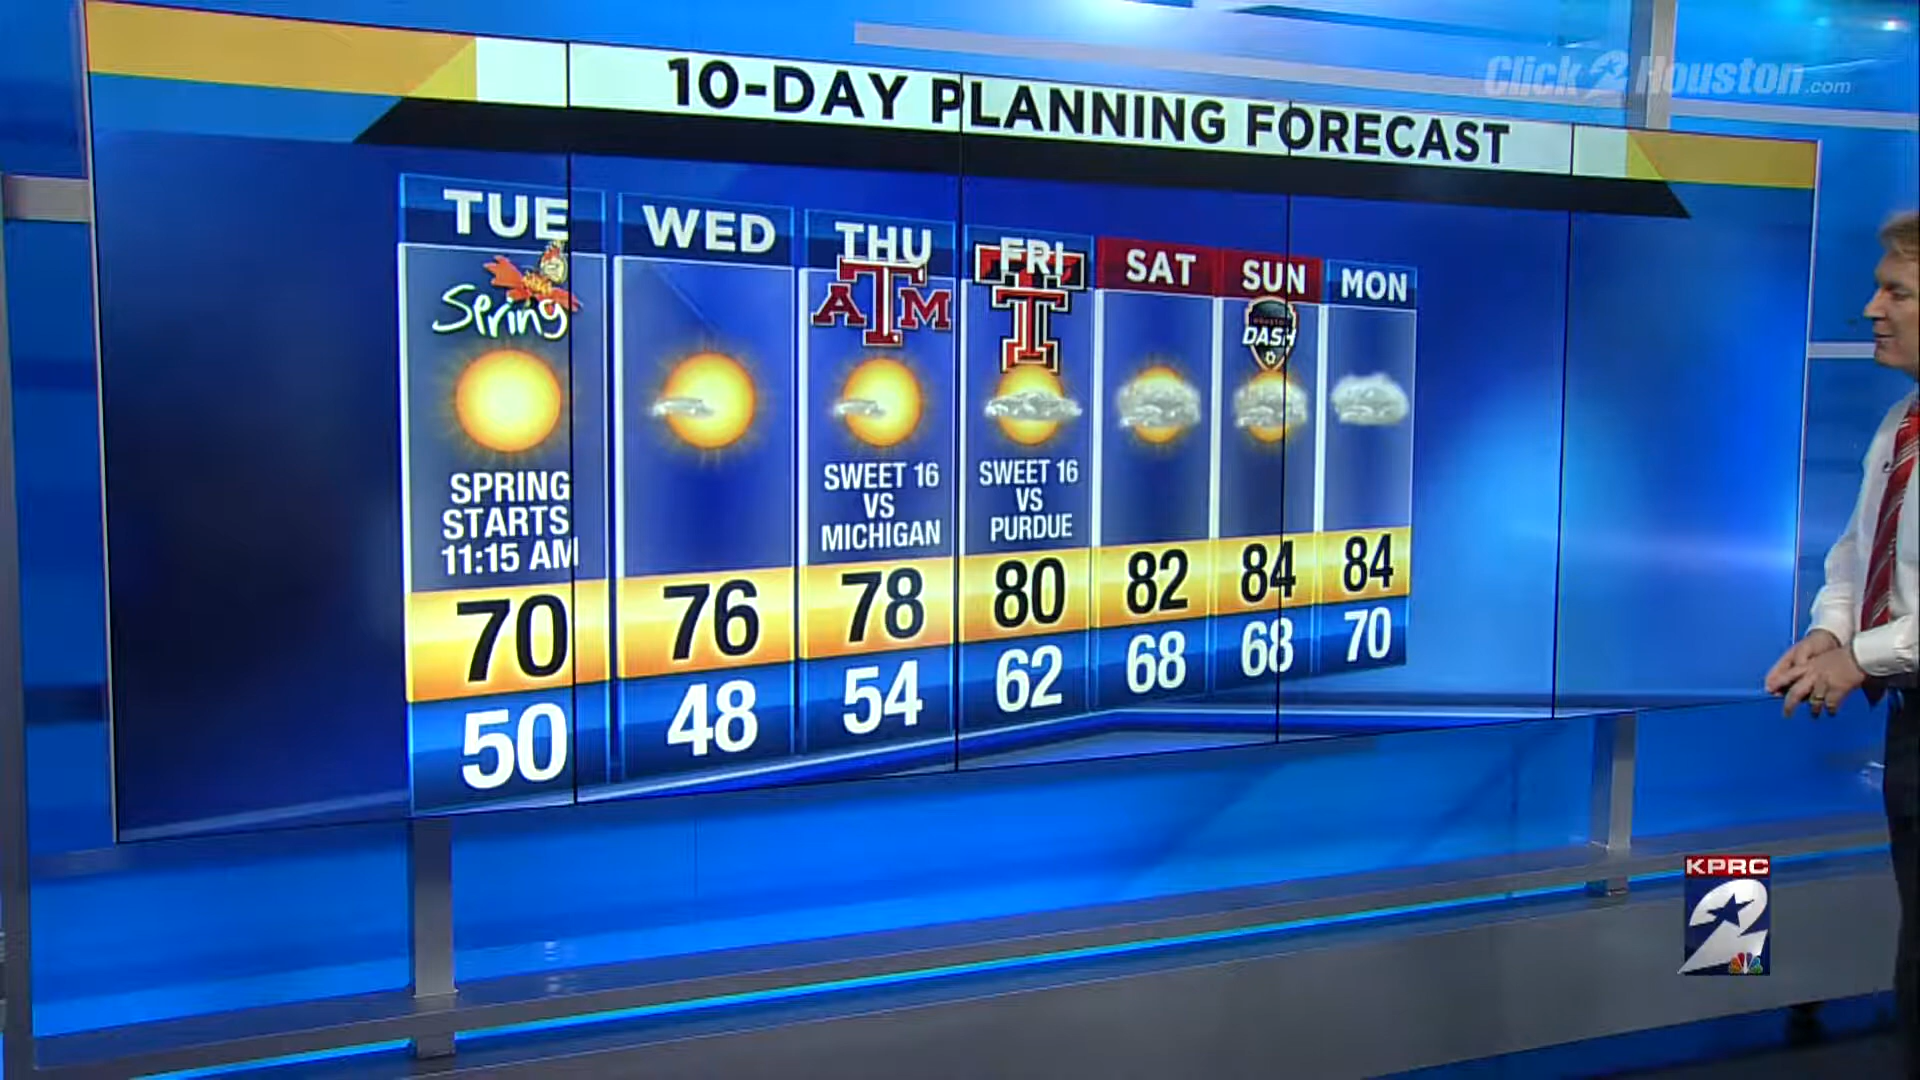 Click2Houston.com
10-DAY PLANNING FORECAST
TUE
WED
THU
FRI
SAT
SUN
MON
Spring
ATM
T
DASH
SPRING
STARTS
11:15 AM
SWEET 16
VS
MICHIGAN
SWEET 16
VS
PURDUE
70
76
78
80
82
84
84
50
48
54
62
68
68
70
KPRC
2